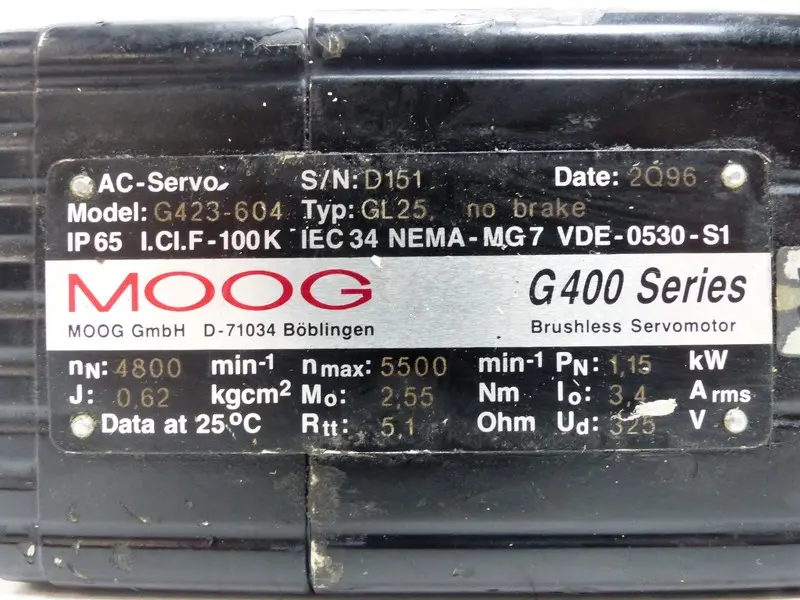 AC-Servo S/N: D151 Date: 2Q96
Model: G423-604 Typ: GL25, no brake
IP65 I.Cl.F-100K IEC 34 NEMA-MG7 VDE-0530-S1
MOOG G400 Series
MOOG GmbH D-71034 Böblingen Brushless Servomotor
nN: 4800 min-1 nmax: 5500 min-1 PN: 1,15 kW
J: 0,62 kgcm² Mo: 2,55 Nm Io: 3,4 Arms
Data at 25°C Rtt: 5,1 Ohm Ud: 325 V